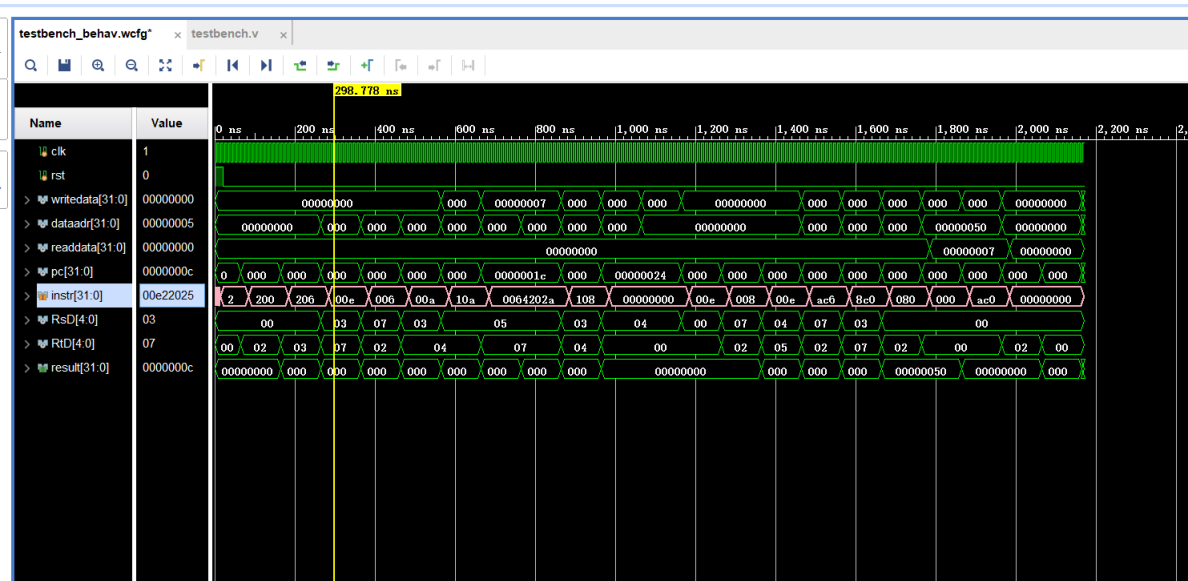 testbench_behav.wcfg* × testbench.v ×
298.778 ns
Name Value
0 ns 200 ns 400 ns 600 ns 800 ns 1,000 ns 1,200 ns 1,400 ns 1,600 ns 1,800 ns 2,000 ns 2,200 ns 2,
clk 1
rst 0
writedata[31:0] 00000000 00000000 000 00000007 000 000 000 00000000 000 000 000 000 000 00000000
dataadr[31:0] 00000005 00000000 000 000 000 000 000 000 000 000 00000000 000 000 000 00000050 00000000
readdata[31:0] 00000000 00000000 00000007 00000000
pc[31:0] 0000000c 0 000 000 000 000 000 000 0000001c 000 00000024 000 000 000 000 000 000 000 000 000 000
instr[31:0] 00e22025 2 200 206 00e 006 00a 10a 0064202a 108 00000000 00e 008 00e ac6 8c0 080 000 ac0 00000000
RsD[4:0] 03 00 03 07 03 05 03 04 00 07 04 07 03 00
RtD[4:0] 07 00 02 03 07 02 04 07 04 00 02 05 02 07 02 00 02 00
result[31:0] 0000000c 00000000 000 000 000 000 000 000 000 000 00000000 000 000 000 00000050 00000000 000